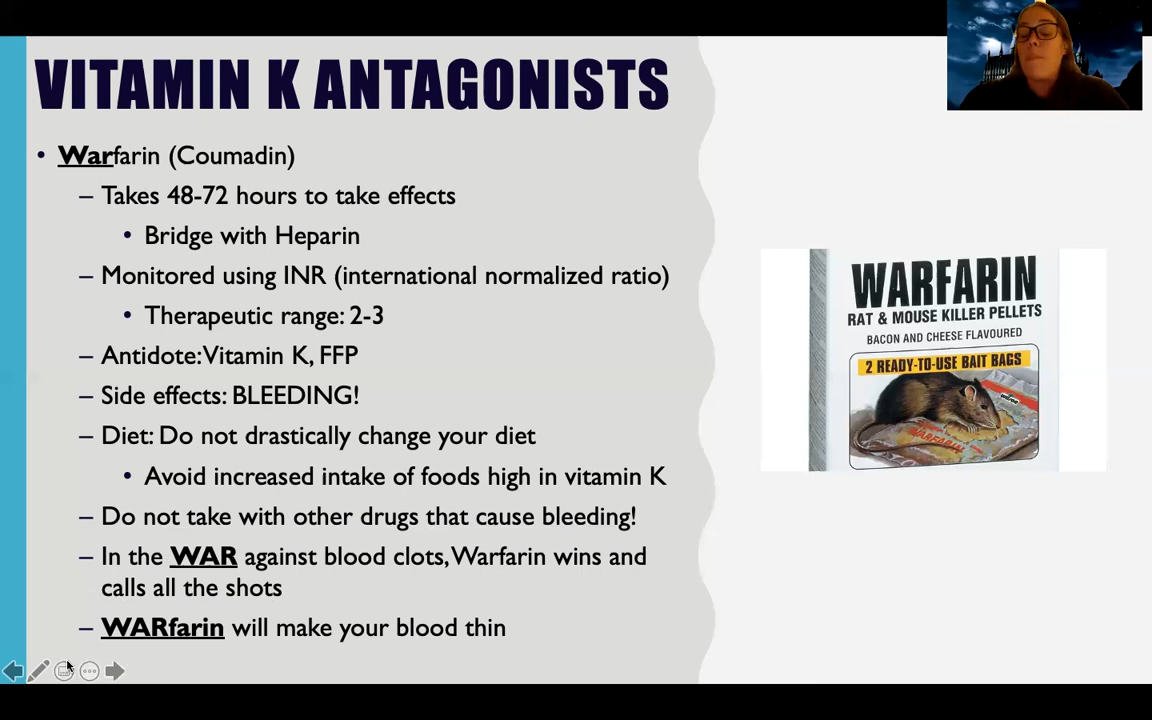 VITAMIN K ANTAGONISTS
• Warfarin (Coumadin)
– Takes 48-72 hours to take effects
• Bridge with Heparin
– Monitored using INR (international normalized ratio)
• Therapeutic range: 2-3
– Antidote: Vitamin K, FFP
– Side effects: BLEEDING!
– Diet: Do not drastically change your diet
• Avoid increased intake of foods high in vitamin K
– Do not take with other drugs that cause bleeding!
– In the WAR against blood clots, Warfarin wins and
calls all the shots
– WARfarin will make your blood thin
WARFARIN
RAT & MOUSE KILLER PELLETS
BACON AND CHEESE FLAVOURED
2 READY-TO-USE BAIT BAGS
WARFARIN